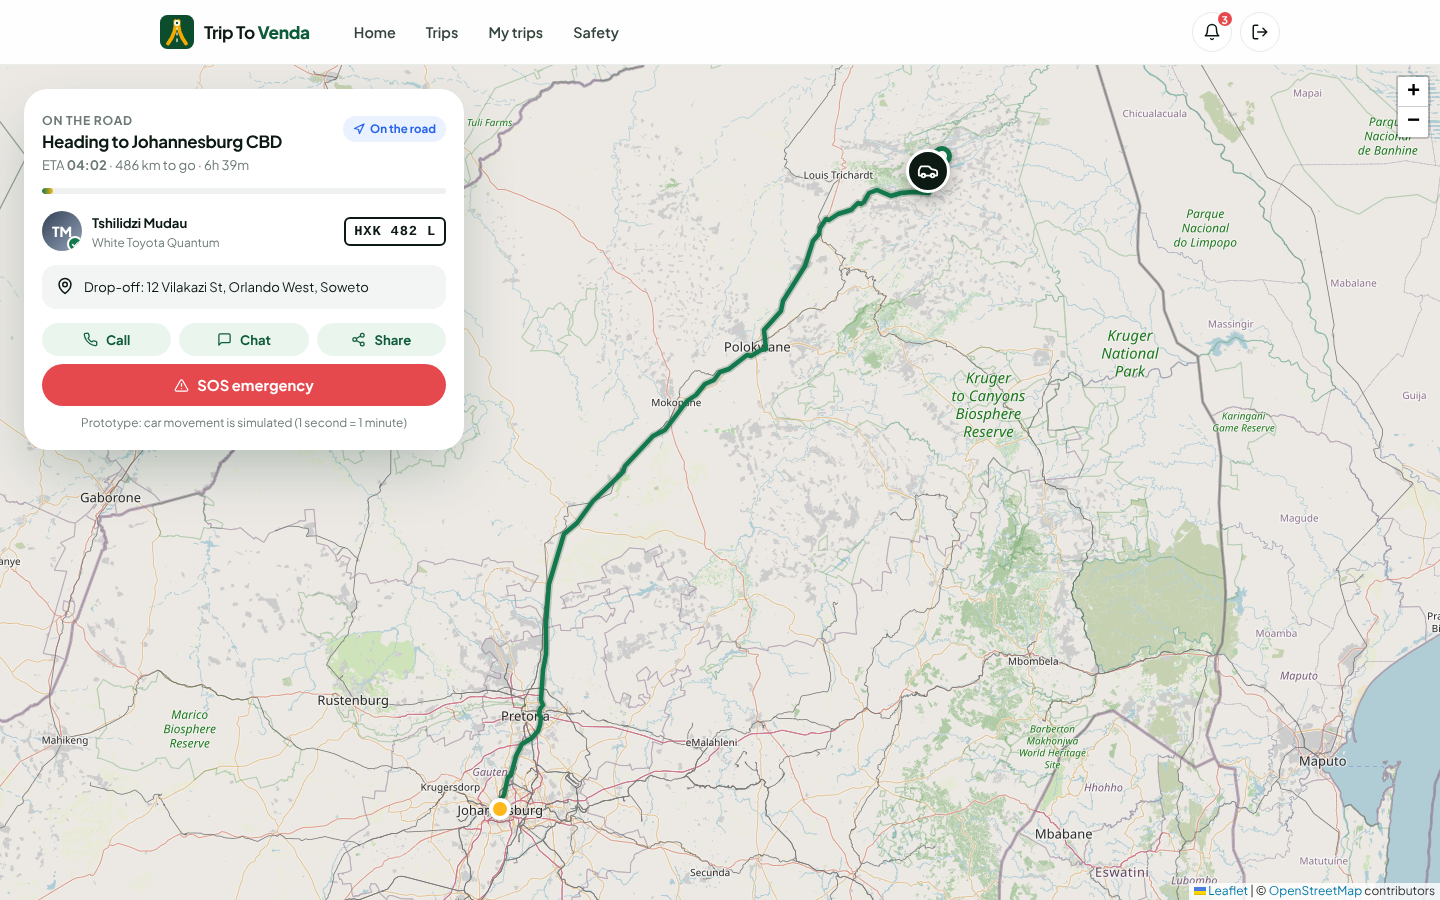 Trip To Venda
Home
Trips
My trips
Safety
3
ON THE ROAD
Heading to Johannesburg CBD
On the road
ETA 04:02 · 486 km to go · 6h 39m
TM
Tshilidzi Mudau
White Toyota Quantum
HXK 482 L
Drop-off: 12 Vilakazi St, Orlando West, Soweto
Call
Chat
Share
SOS emergency
Prototype: car movement is simulated (1 second = 1 minute)
+
−
Tuli Farms
Mapai
Chicualacuala
Nacional
de Banhine
Louis Trichardt
Parque
Nacional
do Limpopo
Mabalane
Massingir
Kruger
National
Park
Polokwane
Kruger
to Canyons
Biosphere
Reserve
Mokopane
Guija
Karingani
Game Reserve
Gaborone
Magude
Moamba
Mbombela
Maputo
Rustenburg
Marico
Biosphere
Reserve
Pretoria
Mahikeng
eMalahleni
Barberton
Makhonjwa
World Heritage
Site
Maputo
Gauteng
Krugersdorp
Hhohho
Johannesburg
Mbabane
Matutuine
Secunda
Eswatini
Lubombo
Leaflet | © OpenStreetMap contributors